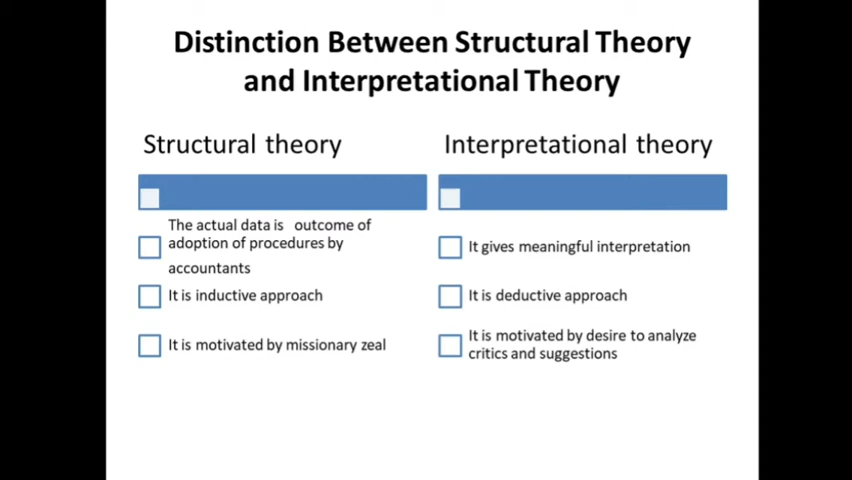 Distinction Between Structural Theory
and Interpretational Theory
Structural theory
The actual data is outcome of
adoption of procedures by
accountants
It is inductive approach
It is motivated by missionary zeal
Interpretational theory
It gives meaningful interpretation
It is deductive approach
It is motivated by desire to analyze
critics and suggestions